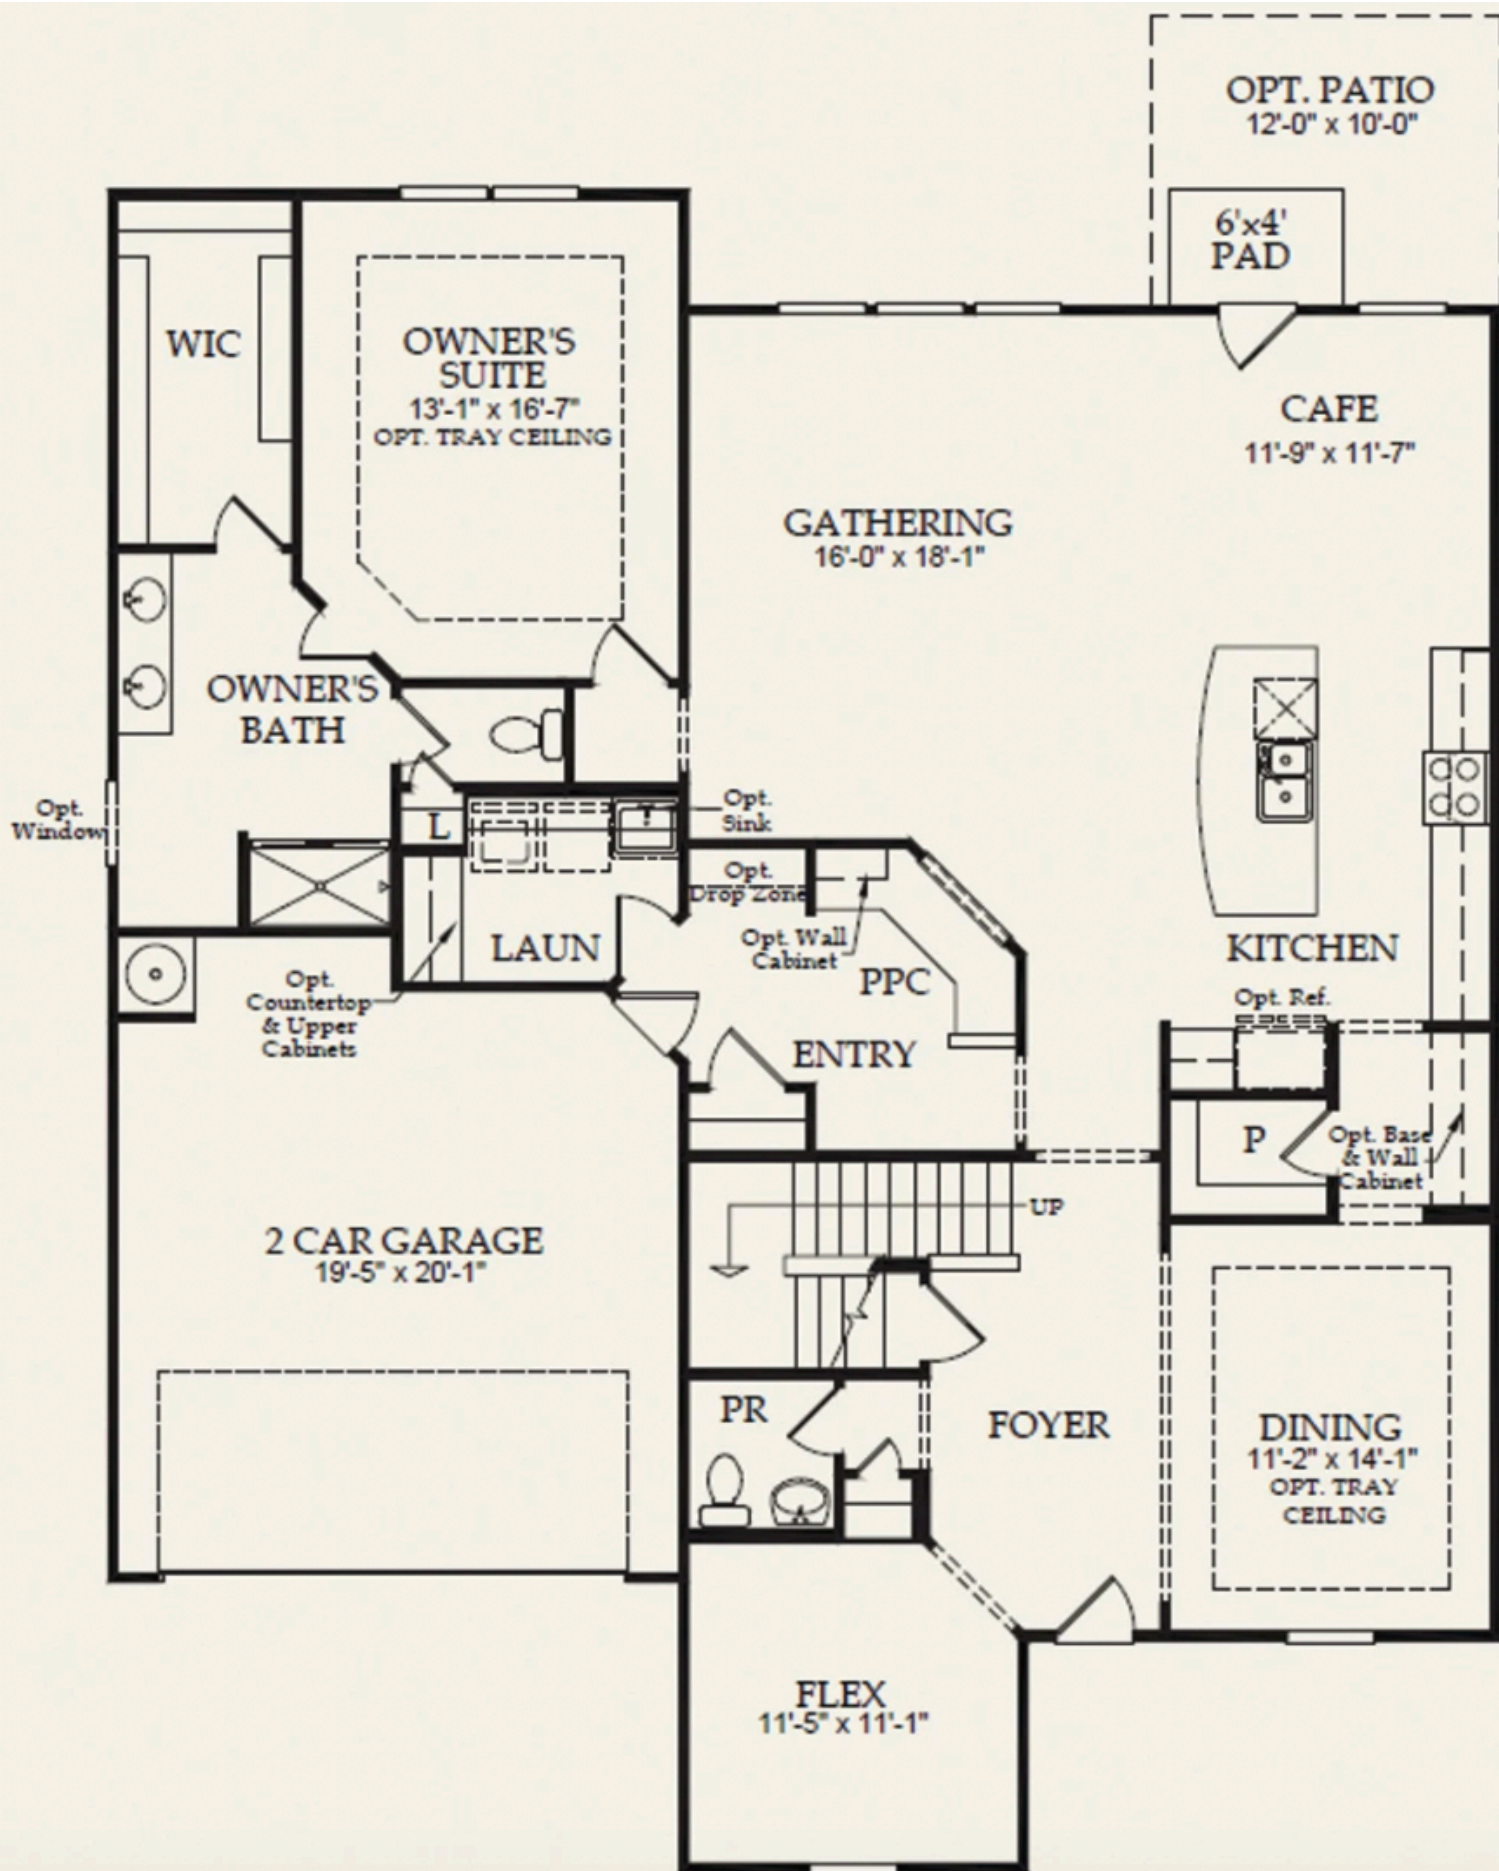 OPT. PATIO
12'-0" x 10'-0"
6'x4'
PAD
WIC
OWNER'S
SUITE
13'-1" x 16'-7"
OPT. TRAY CEILING
CAFE
11'-9" x 11'-7"
GATHERING
16'-0" x 18'-1"
OWNER'S
BATH
Opt.
Window
L
Opt.
Sink
Opt.
Drop Zone
Opt. Wall
Cabinet
LAUN
PPC
KITCHEN
Opt.
Countertop
& Upper
Cabinets
Opt. Ref.
ENTRY
P
Opt. Base
& Wall
Cabinet
UP
2 CAR GARAGE
19'-5" x 20'-1"
PR
FOYER
DINING
11'-2" x 14'-1"
OPT. TRAY
CEILING
FLEX
11'-5" x 11'-1"